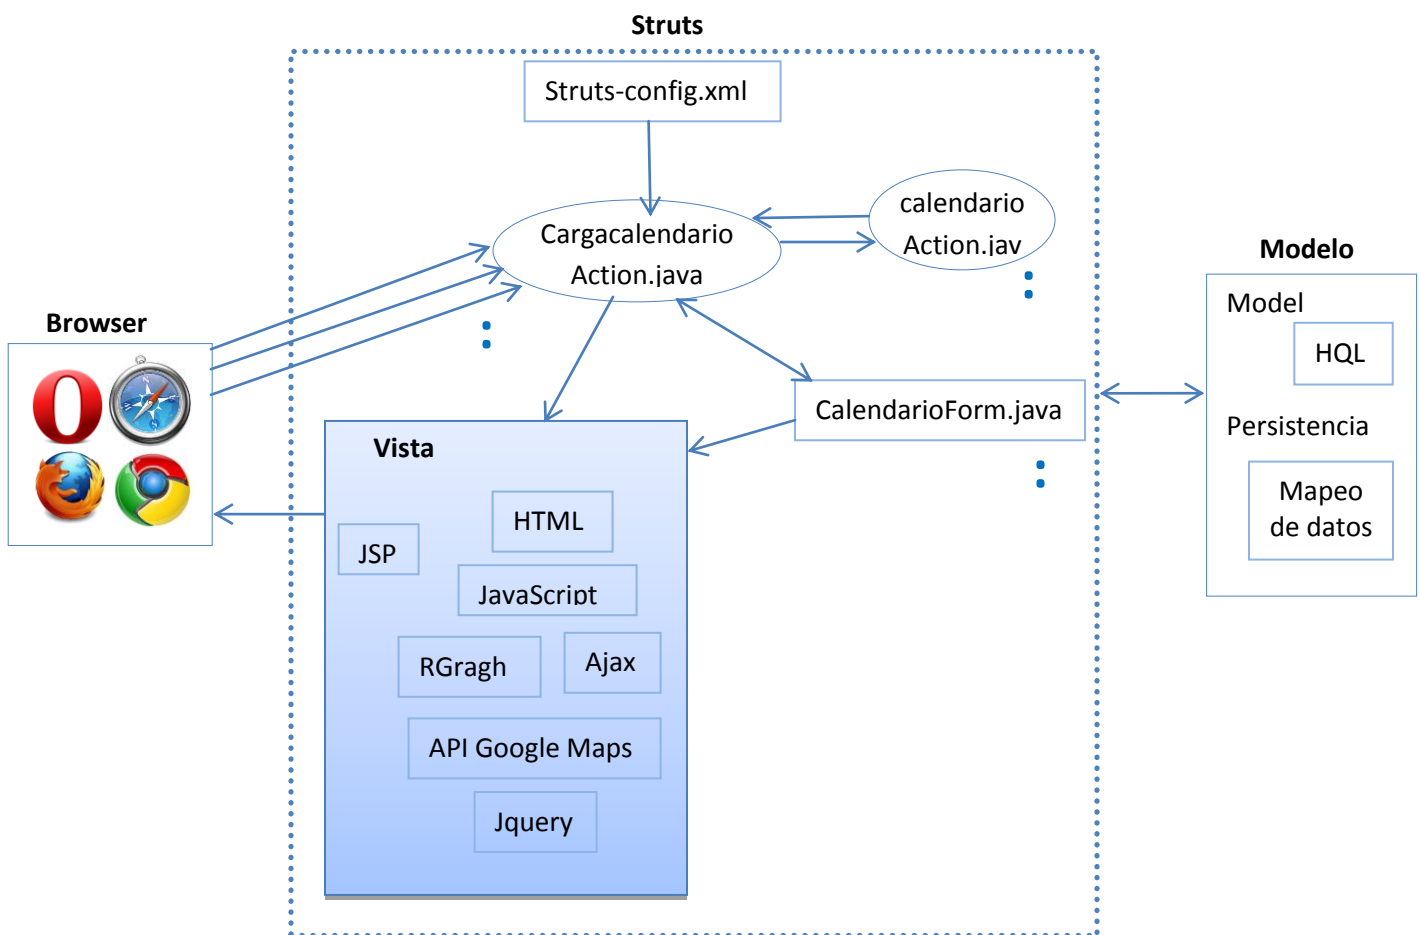 Struts
Struts-config.xml
calendario
Action.jav
Cargacalendario
Action.java
Modelo
Model
HQL
Persistencia
Mapeo
de datos
Browser
CalendarioForm.java
Vista
HTML
JSP
JavaScript
RGragh
Ajax
API Google Maps
Jquery